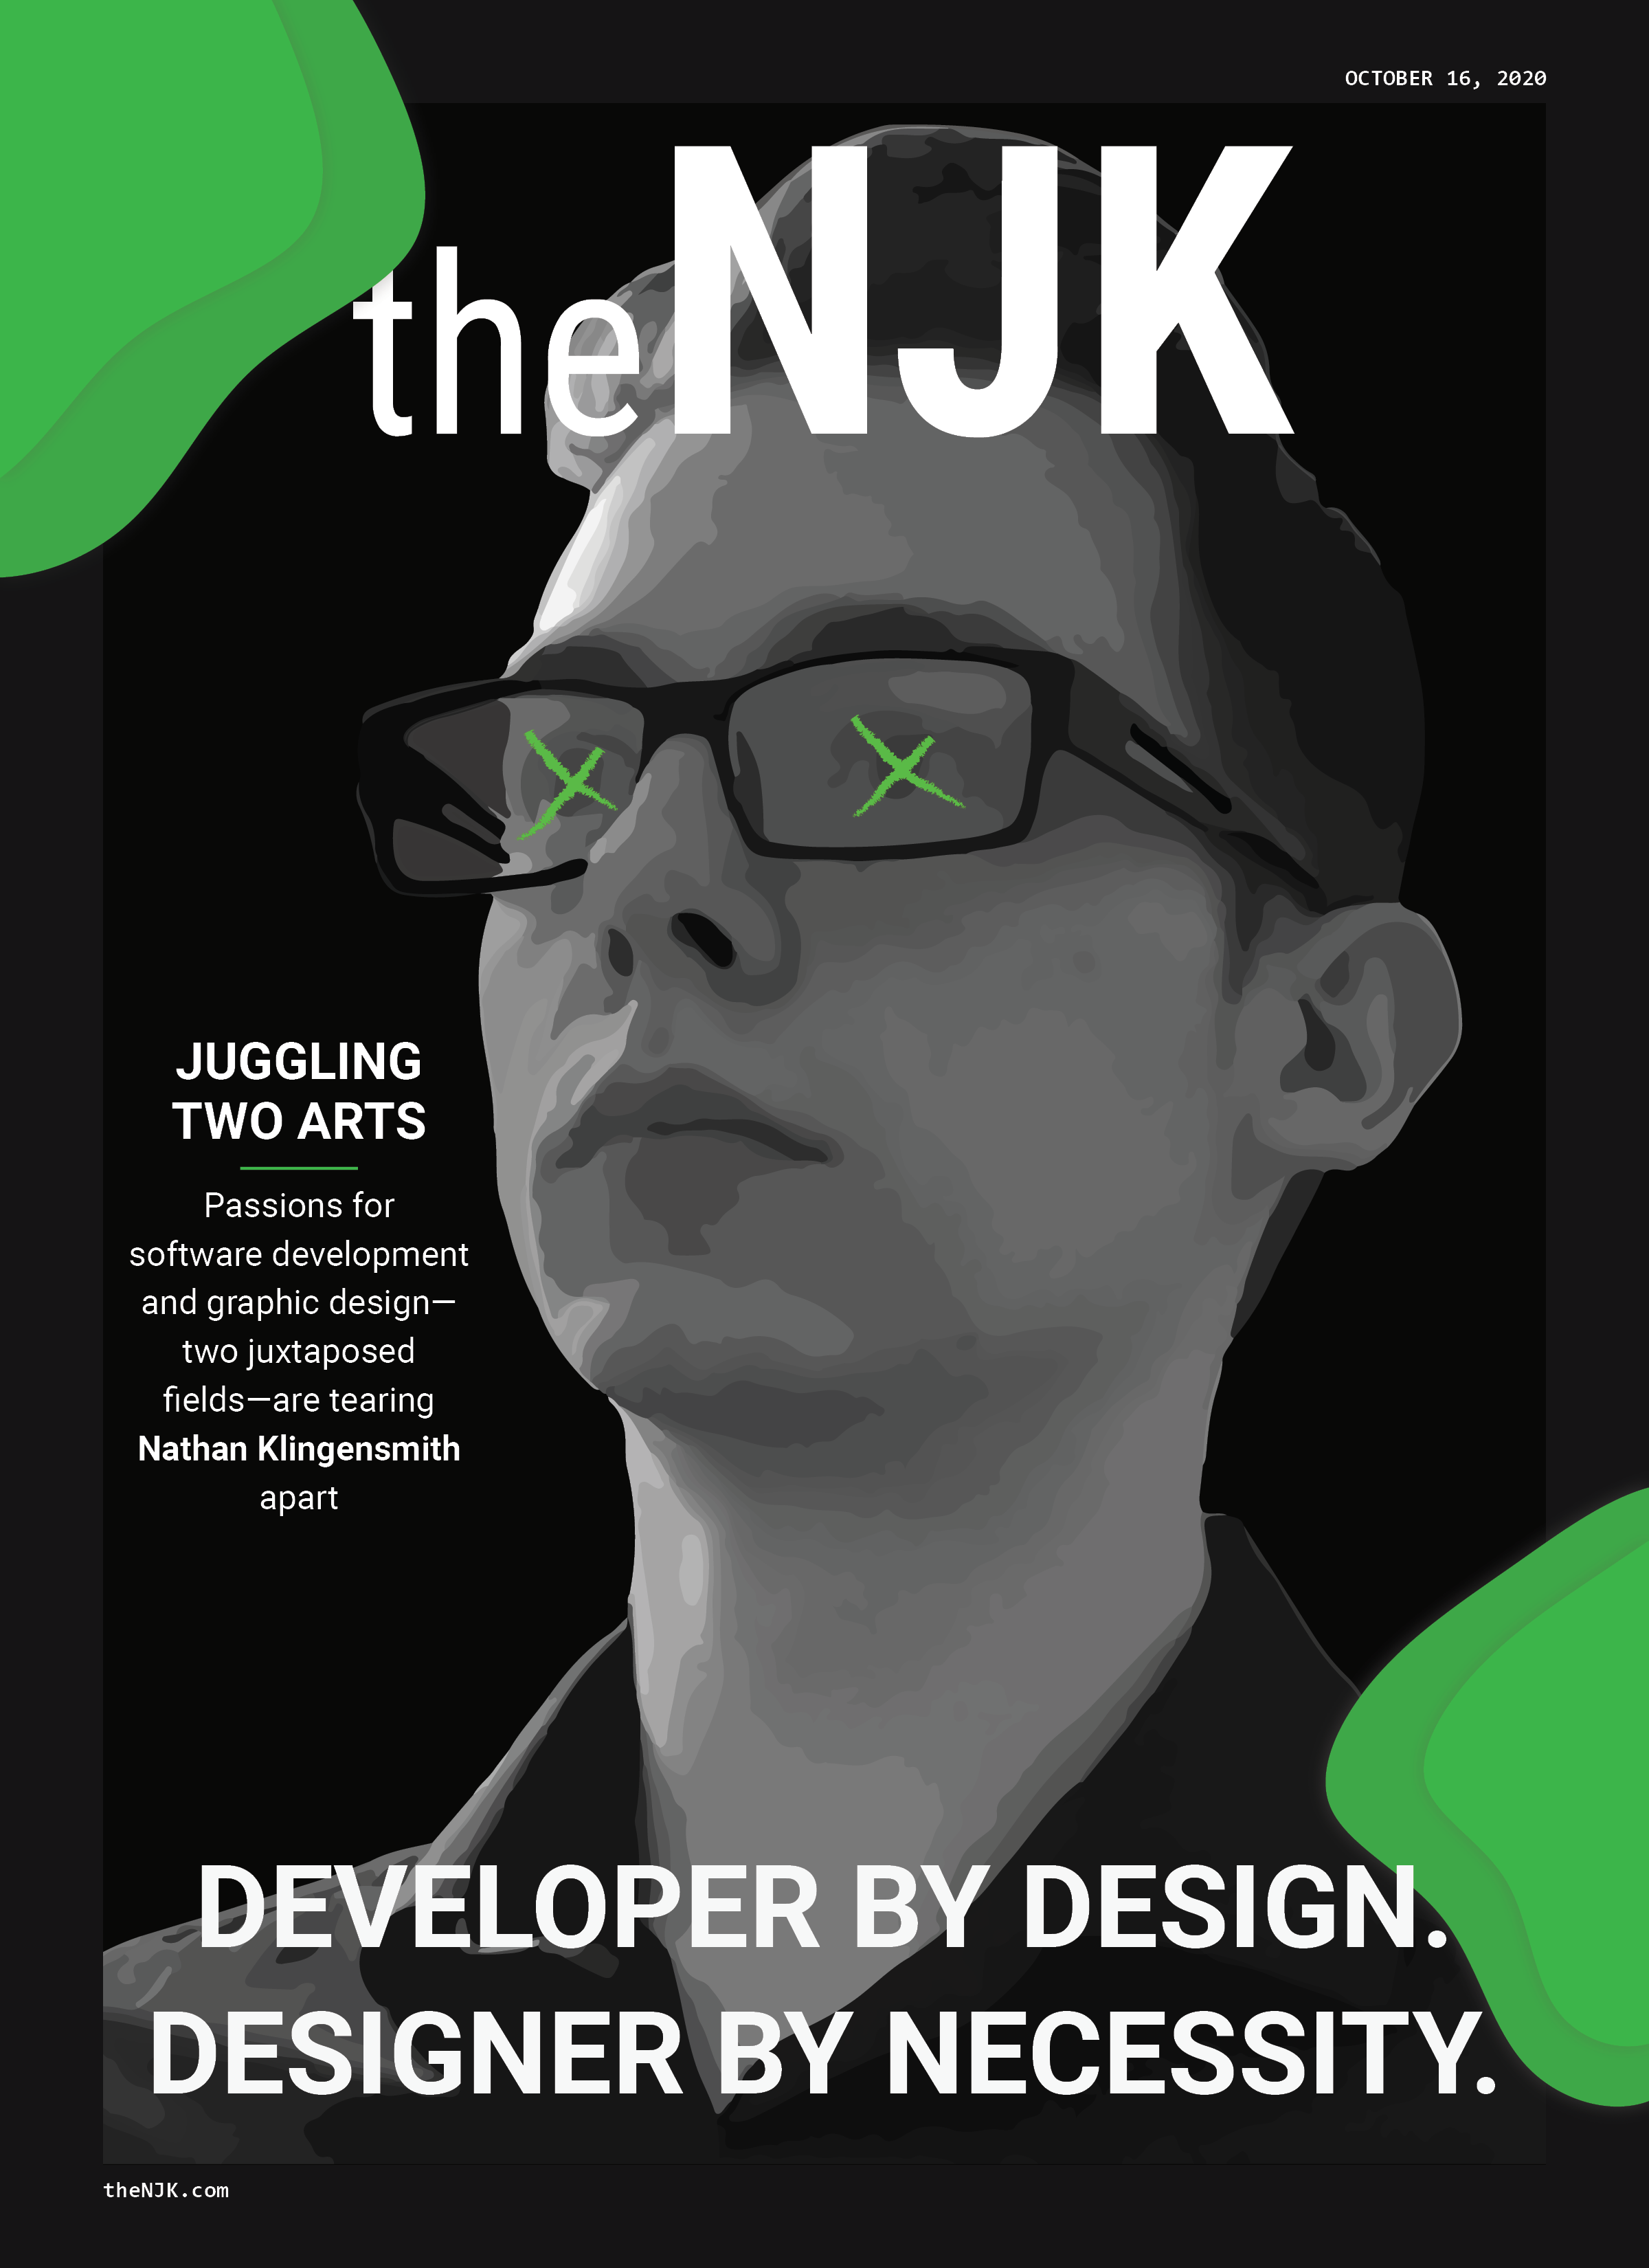 OCTOBER 16, 2020
theNJK
JUGGLING
TWO ARTS
Passions for
software development
and graphic design—
two juxtaposed
fields—are tearing
Nathan Klingensmith
apart
DEVELOPER BY DESIGN.
DESIGNER BY NECESSITY.
theNJK.com